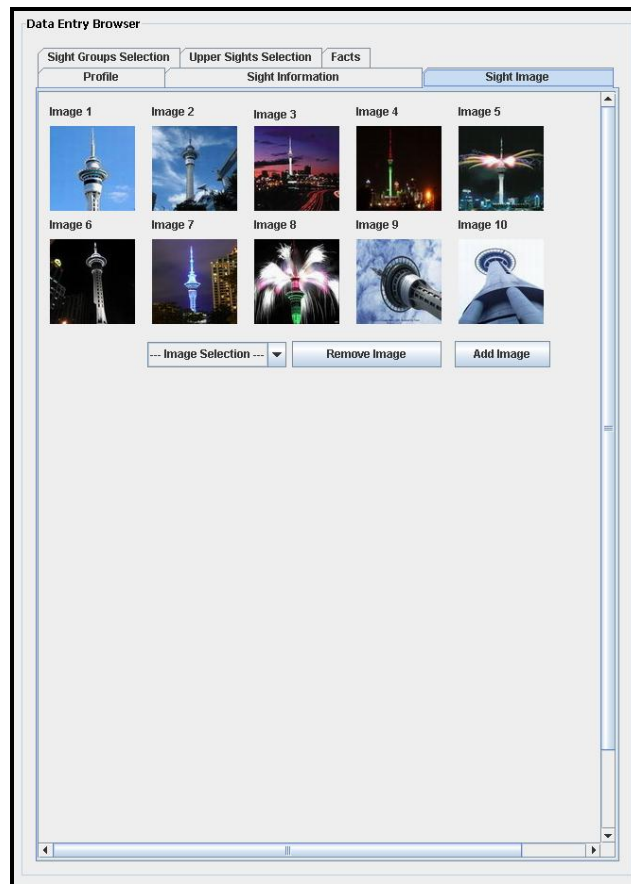 Data Entry Browser
Sight Groups Selection Upper Sights Selection Facts
Profile Sight Information Sight Image
Image 1 Image 2 Image 3 Image 4 Image 5
Image 6 Image 7 Image 8 Image 9 Image 10
--- Image Selection --- Remove Image Add Image